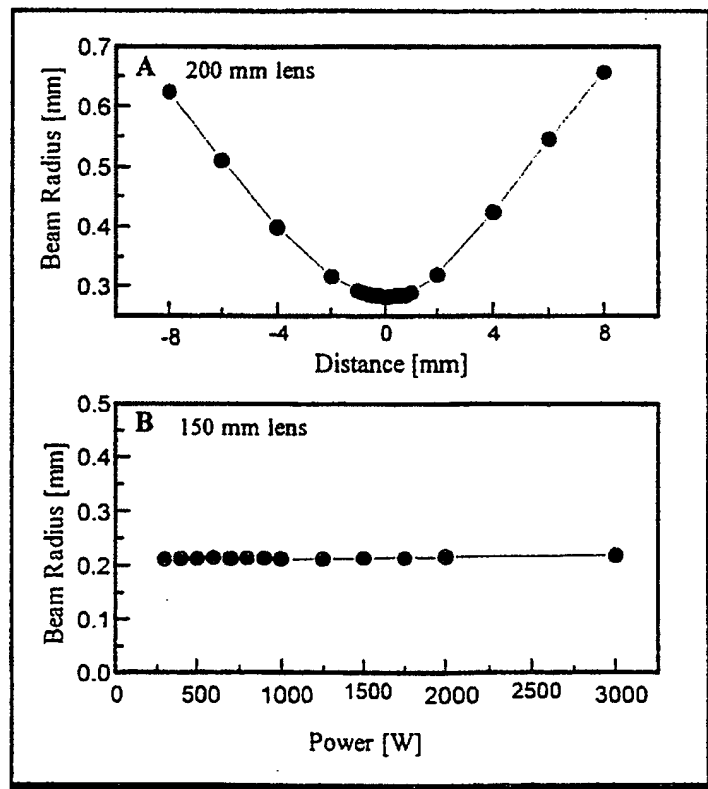 A 200 mm lens
0.7
0.6
0.5
0.4
0.3
Beam Radius [mm]
-8 -4 0 4 8
Distance [mm]
B 150 mm lens
0.5
0.4
0.3
0.2
0.1
0.0
Beam Radius [mm]
0 500 1000 1500 2000 2500 3000
Power [W]